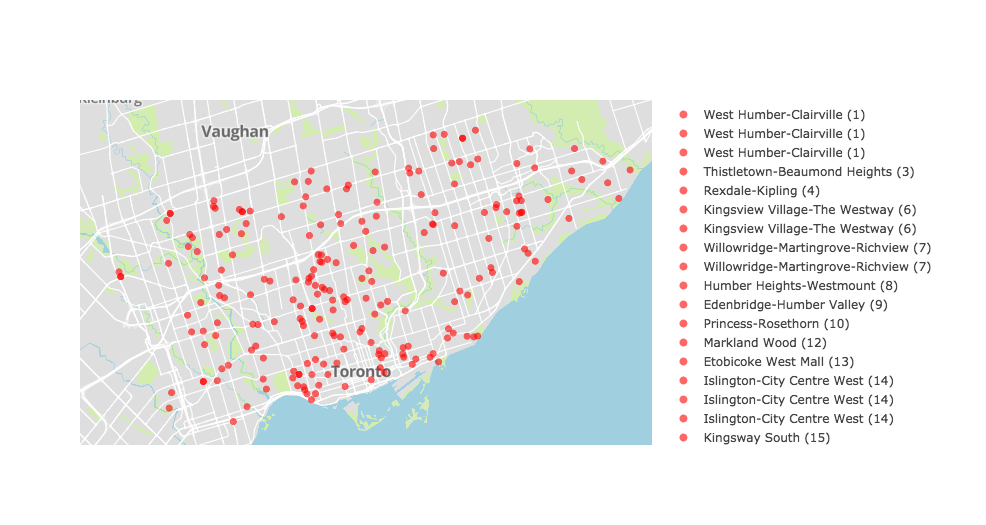 Kleinburg
Vaughan
Toronto
West Humber-Clairville (1)
West Humber-Clairville (1)
West Humber-Clairville (1)
Thistletown-Beaumond Heights (3)
Rexdale-Kipling (4)
Kingsview Village-The Westway (6)
Kingsview Village-The Westway (6)
Willowridge-Martingrove-Richview (7)
Willowridge-Martingrove-Richview (7)
Humber Heights-Westmount (8)
Edenbridge-Humber Valley (9)
Princess-Rosethorn (10)
Markland Wood (12)
Etobicoke West Mall (13)
Islington-City Centre West (14)
Islington-City Centre West (14)
Islington-City Centre West (14)
Kingsway South (15)